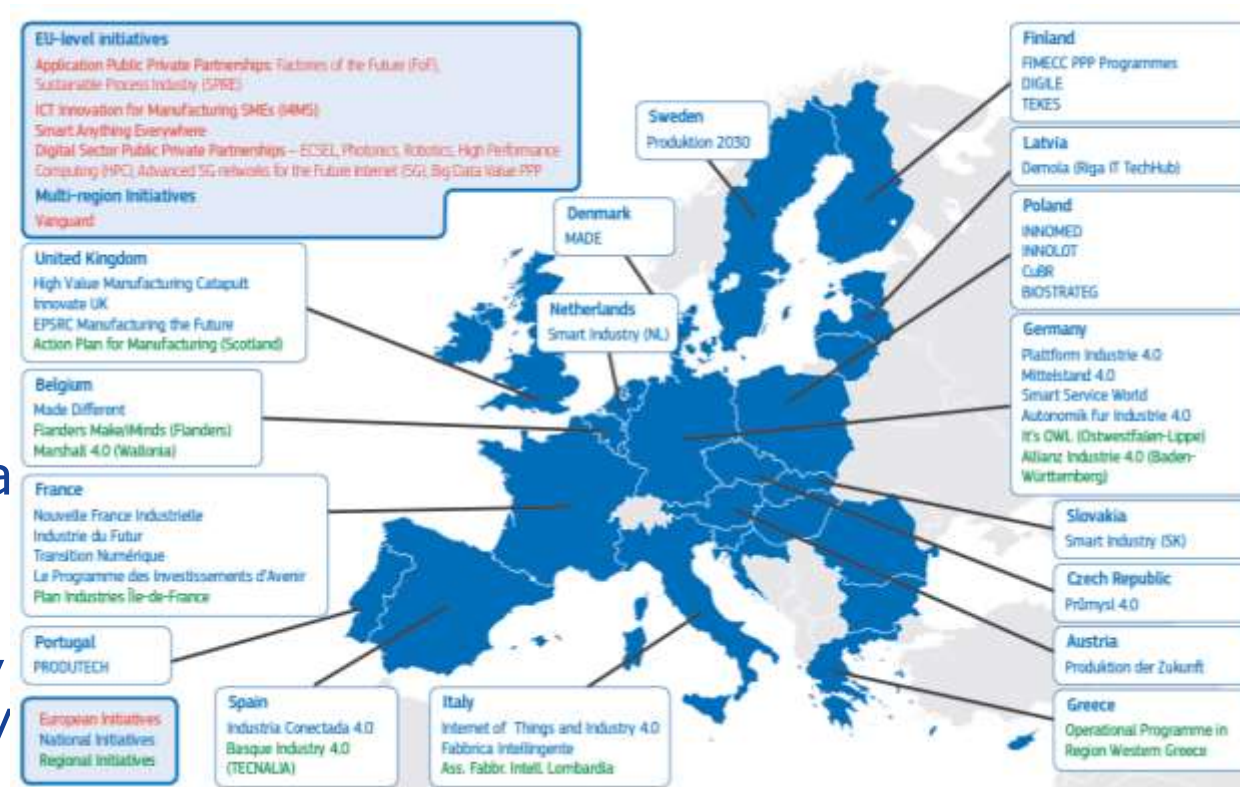 EU-level initiatives
Application Public Private Partnerships: Factories of the Future (FoF),
Sustainable Process Industry (SPIRE)
ICT Innovation for Manufacturing SMEs (I4MS)
Smart Anything Everywhere
Digital Sector Public Private Partnerships – ECSEL, Photonics, Robotics, High Performance
Computing (HPC), Advanced 5G networks for the Future Internet (5G), Big Data Value PPP
Multi-region Initiatives
Vanguard
United Kingdom
High Value Manufacturing Catapult
Innovate UK
EPSRC Manufacturing the Future
Action Plan for Manufacturing (Scotland)
Belgium
Made Different
Flanders Make/iMinds (Flanders)
Marshall 4.0 (Wallonia)
a
France
Nouvelle France Industrielle
Industrie du Futur
Transition Numérique
Le Programme des Investissements d'Avenir
Plan Industries Île-de-France
Portugal
PRODUTECH
y
European Initiatives
National Initiatives
Regional Initiatives
Spain
Industria Conectada 4.0
Basque Industry 4.0
(TECNALIA)
Italy
Internet of Things and Industry 4.0
Fabbrica Intellingente
Ass. Fabbr. Intell. Lombardia
Denmark
MADE
Netherlands
Smart Industry (NL)
Sweden
Produktion 2030
Finland
FIMECC PPP Programmes
DIGILE
TEKES
Latvia
Demola (Riga IT TechHub)
Poland
INNOMED
INNOLOT
CuBR
BIOSTRATEG
Germany
Plattform Industrie 4.0
Mittelstand 4.0
Smart Service World
Autonomik fur Industrie 4.0
It's OWL (Ostwestfalen-Lippe)
Allianz Industrie 4.0 (Baden-
Württemberg)
Slovakia
Smart Industry (SK)
Czech Republic
Průmysl 4.0
Austria
Produktion der Zukunft
Greece
Operational Programme in
Region Western Greece